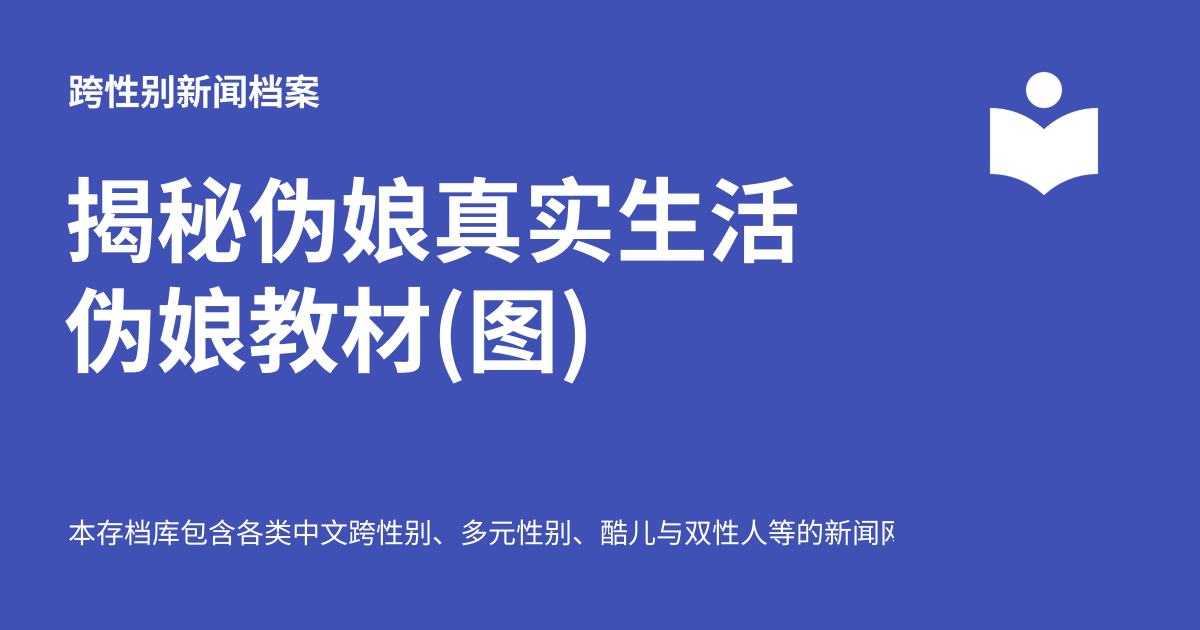 跨性别新闻档案
揭秘伪娘真实生活
伪娘教材(图)
本存档库包含各类中文跨性别、多元性别、酷儿与双性人等的新闻